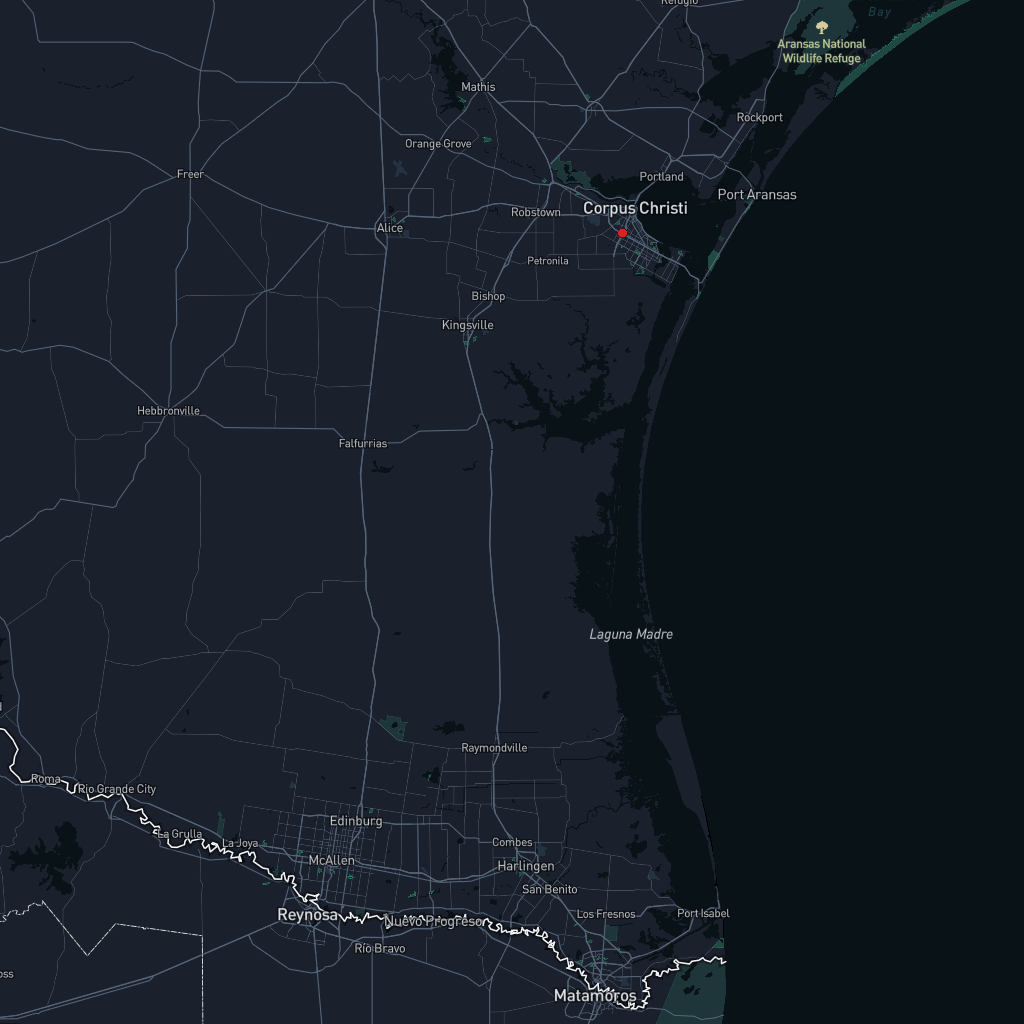 Refugio
Bay
Aransas National
Wildlife Refuge
Mathis
Rockport
Orange Grove
Freer
Portland
Port Aransas
Corpus Christi
Robstown
Alice
Petronila
Bishop
Kingsville
Hebbronville
Falfurrias
Laguna Madre
Raymondville
Roma
Rio Grande City
Edinburg
La Grulla
La Joya
Combes
McAllen
Harlingen
San Benito
Reynosa
Nuevo Progreso
Los Fresnos
Port Isabel
Río Bravo
Matamoros